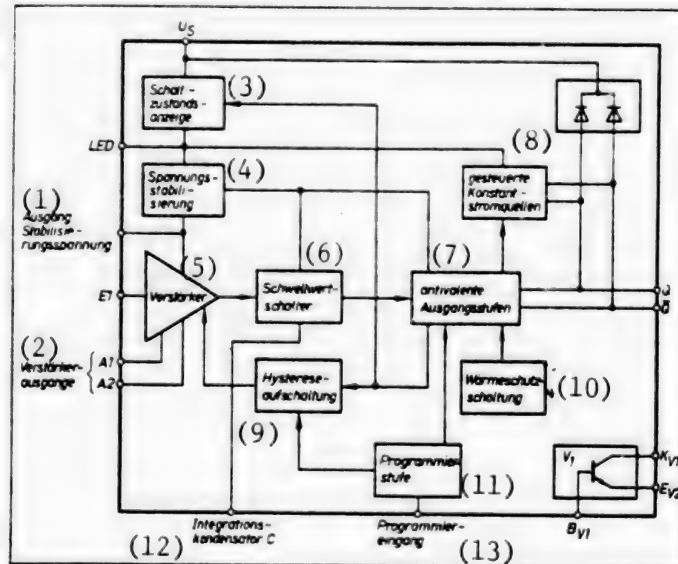 U_S
Schalt-
zustands-
anzeige
(3)
LED
(4)
Spannungs-
stabili-
sierung
(8)
gesteuerte
Konstant-
stromquellen
(1)
Ausgang
Stabilisie-
rungsspannung
(5)
(6)
(7)
E1
Verstärker
Schwellwert-
schalter
antivalente
Ausgangsstufen
Q
Q̅
(2)
Verstärker-
ausgänge
A1
A2
Hysterese-
aufschaltung
(9)
Wärmeschutz-
schaltung
(10)
Programmier-
stufe
(11)
V1
K_V1
E_V2
B_V1
Integrations-
kondensator C
(12)
Programmier-
eingang
(13)